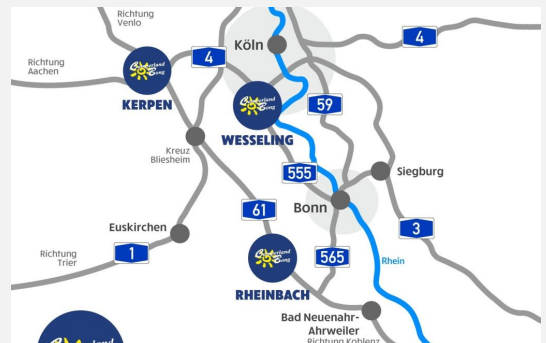 Richtung
Venlo
Köln
4
4
Richtung
Aachen
KERPEN
59
WESSELING
Kreuz
Bliesheim
555
Siegburg
Bonn
61
3
Euskirchen
1
Richtung
Trier
565
Rhein
RHEINBACH
Bad Neuenahr-
Ahrweiler
Richtung Koblenz